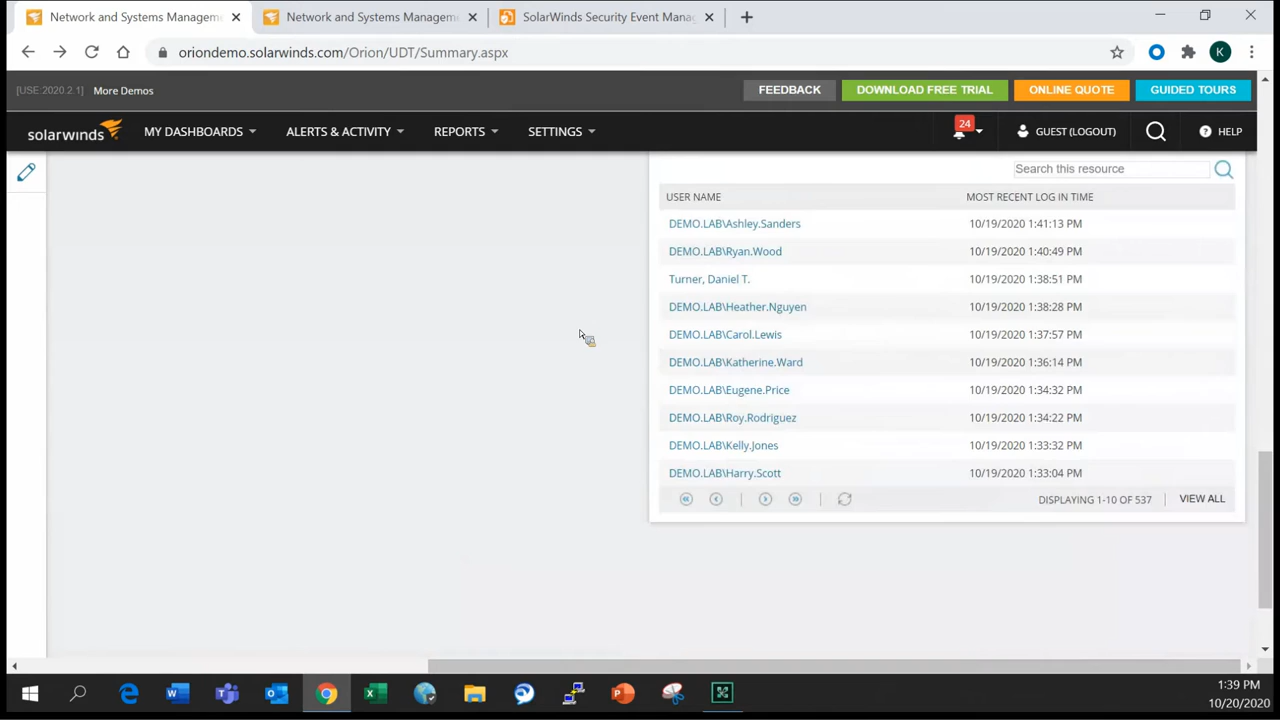 Network and Systems Managem
Network and Systems Managem
SolarWinds Security Event Mana
oriondemo.solarwinds.com/Orion/UDT/Summary.aspx
K
[USE.2020.2.1] More Demos
FEEDBACK
DOWNLOAD FREE TRIAL
ONLINE QUOTE
GUIDED TOURS
solarwinds
MY DASHBOARDS
ALERTS & ACTIVITY
REPORTS
SETTINGS
24
GUEST (LOGOUT)
HELP
Search this resource
USER NAME MOST RECENT LOG IN TIME
DEMO.LAB\Ashley.Sanders 10/19/2020 1:41:13 PM
DEMO.LAB\Ryan.Wood 10/19/2020 1:40:49 PM
Turner, Daniel T. 10/19/2020 1:38:51 PM
DEMO.LAB\Heather.Nguyen 10/19/2020 1:38:28 PM
DEMO.LAB\Carol.Lewis 10/19/2020 1:37:57 PM
DEMO.LAB\Katherine.Ward 10/19/2020 1:36:14 PM
DEMO.LAB\Eugene.Price 10/19/2020 1:34:32 PM
DEMO.LAB\Roy.Rodriguez 10/19/2020 1:34:22 PM
DEMO.LAB\Kelly.Jones 10/19/2020 1:33:32 PM
DEMO.LAB\Harry.Scott 10/19/2020 1:33:04 PM
DISPLAYING 1-10 OF 537 VIEW ALL
1:39 PM
10/20/2020